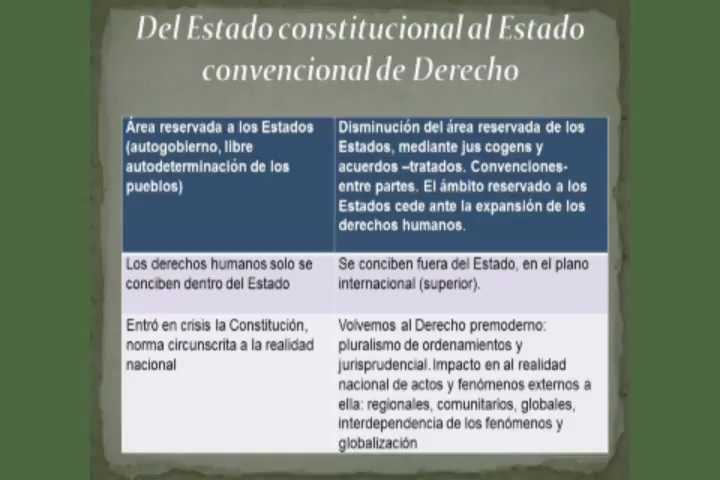 Del Estado constitucional al Estado
convencional de Derecho
Área reservada a los Estados
(autogobierno, libre
autodeterminación de los
pueblos)
Disminución del área reservada de los
Estados, mediante jus cogens y
acuerdos –tratados. Convenciones-
entre partes. El ámbito reservado a los
Estados cede ante la expansión de los
derechos humanos.
Los derechos humanos solo se
conciben dentro del Estado
Se conciben fuera del Estado, en el plano
internacional (superior).
Entró en crisis la Constitución,
norma circunscrita a la realidad
nacional
Volvemos al Derecho premoderno:
pluralismo de ordenamientos y
jurisprudencial. Impacto en al realidad
nacional de actos y fenómenos externos a
ella: regionales, comunitarios, globales,
interdependencia de los fenómenos y
globalización